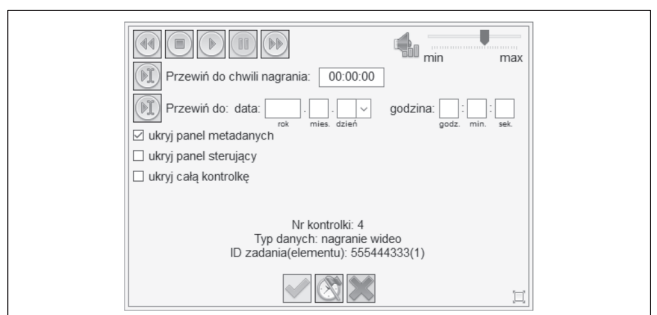 min max
Przewiń do chwili nagrania: 00:00:00
Przewiń do: data: . . godzina: : :
rok mies. dzień godz. min. sek.
ukryj panel metadanych
ukryj panel sterujący
ukryj całą kontrolkę
Nr kontrolki: 4
Typ danych: nagranie wideo
ID zadania(elementu): 555444333(1)